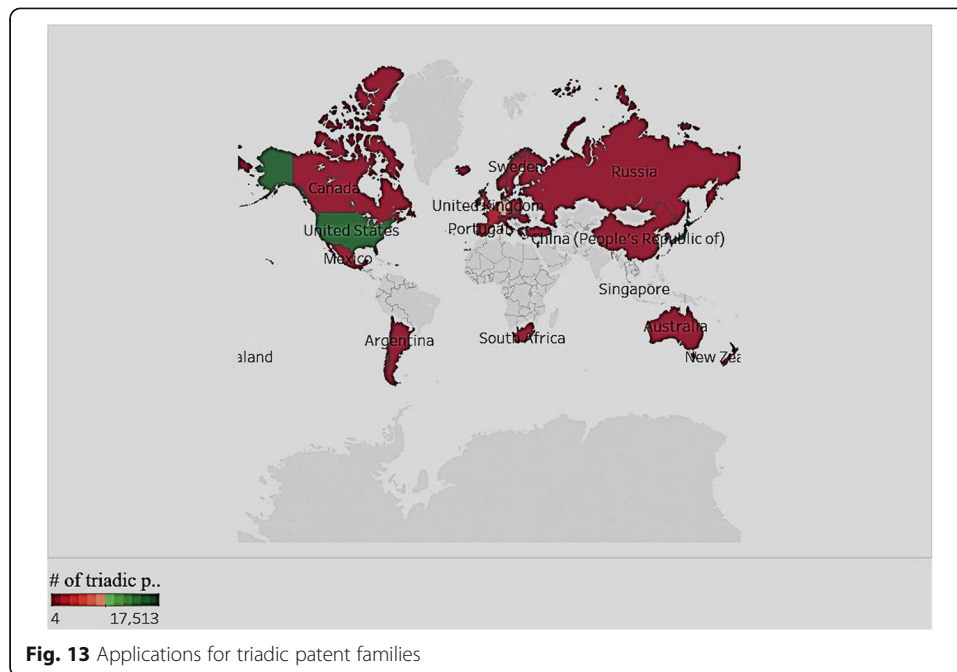 Sweden
Russia
Canada
United Kingdom
United States
Portugal
China (People's Republic of)
Mexico
Singapore
Argentina
South Africa
Australia
aland
New Zea
# of triadic p..
4 17,513
Fig. 13 Applications for triadic patent families